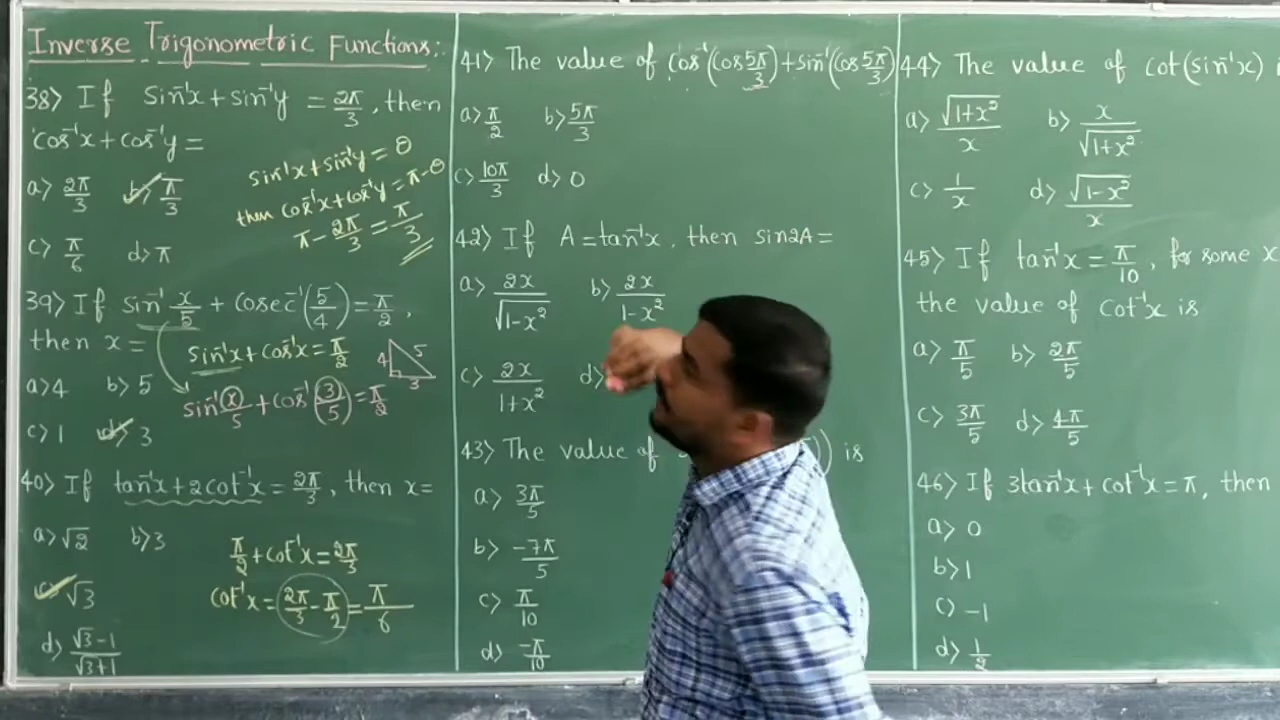 Inverse Trigonometric Functions:
38) If Sin⁻¹x + sin⁻¹y = 2π/3, then
cos⁻¹x + cos⁻¹y =
a) 2π/3 b) π/3
c) π/6 d) π
sin⁻¹x + sin⁻¹y = θ
then cos⁻¹x + cos⁻¹y = π - θ
π - 2π/3 = π/3
39) If sin⁻¹ x/5 + cosec⁻¹(5/4) = π/2,
then x =
sin⁻¹x + cos⁻¹x = π/2
4 5 3
sin⁻¹ x/5 + cos⁻¹(3/5) = π/2
a) 4 b) 5
c) 1 d) 3
40) If tan⁻¹x + 2cot⁻¹x = 2π/3, then x =
a) √2 b) 3
c) √3
d) √3-1/√3+1
π/2 + cot⁻¹x = 2π/3
cot⁻¹x = 2π/3 - π/2 = π/6
41) The value of cos⁻¹(cos 5π/3) + sin⁻¹(cos 5π/3)
a) π/2 b) 5π/3
c) 10π/3 d) 0
42) If A = tan⁻¹x, then sin2A =
a) 2x/√1-x² b) 2x/1-x²
c) 2x/1+x² d)
43) The value of ) is
a) 3π/5
b) -7π/5
c) π/10
d) -π/10
44) The value of cot(sin⁻¹x)
a) √1+x²/x b) x/√1+x²
c) 1/x d) √1-x²/x
45) If tan⁻¹x = π/10, for some x
the value of cot⁻¹x is
a) π/5 b) 2π/5
c) 3π/5 d) 4π/5
46) If 3tan⁻¹x + cot⁻¹x = π, then
a) 0
b) 1
c) -1
d) 1/2